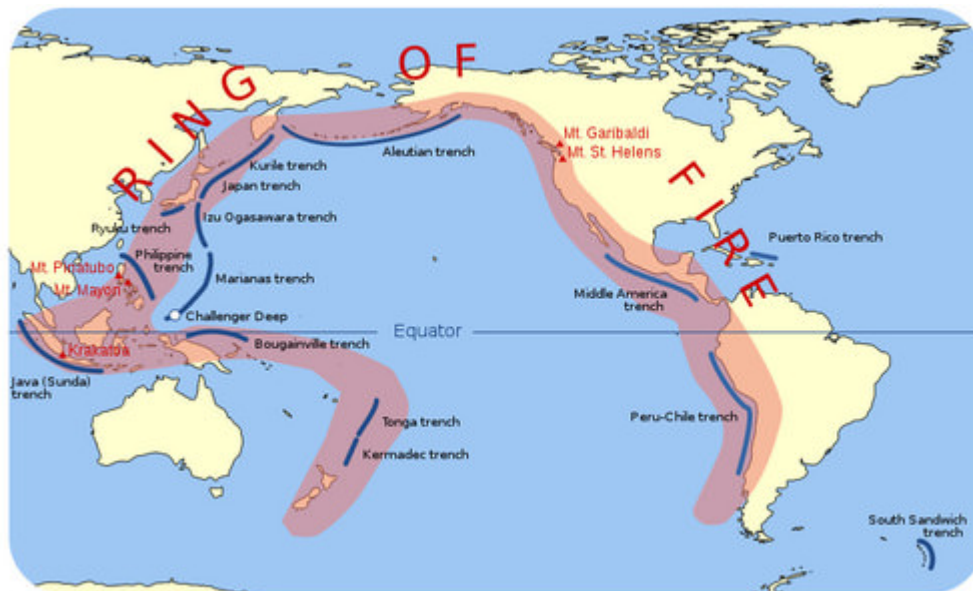 RING OF FIRE
Mt. Garibaldi
Mt. St. Helens
Aleutian trench
Kurile trench
Japan trench
Izu Ogasawara trench
Ryuku trench
Puerto Rico trench
Philippine
trench
Mt. Pinatubo
Mt. Mayon
Marianas trench
Middle America
trench
Challenger Deep
Equator
Krakatoa
Bougainville trench
Java (Sunda)
trench
Tonga trench
Peru-Chile trench
Kermadec trench
South Sandwich
trench